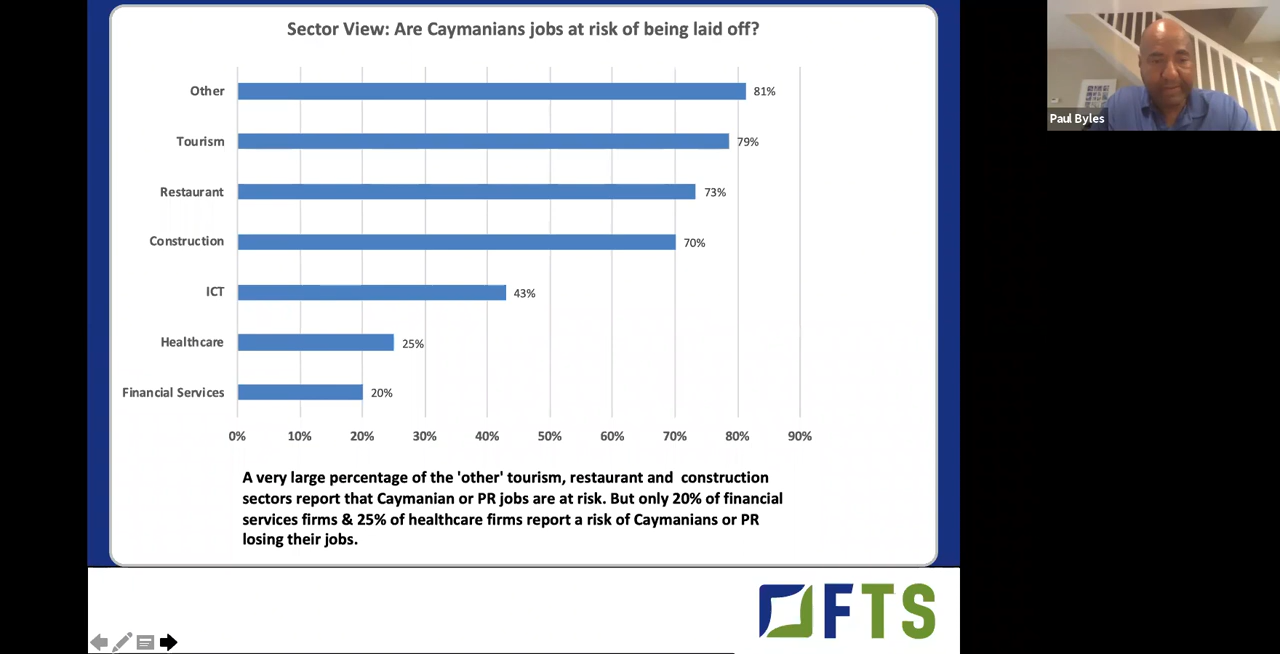 Sector View: Are Caymanians jobs at risk of being laid off?
Other
81%
Tourism
79%
Restaurant
73%
Construction
70%
ICT
43%
Healthcare
25%
Financial Services
20%
0% 10% 20% 30% 40% 50% 60% 70% 80% 90%
A very large percentage of the 'other' tourism, restaurant and construction
sectors report that Caymanian or PR jobs are at risk. But only 20% of financial
services firms & 25% of healthcare firms report a risk of Caymanians or PR
losing their jobs.
FTS
Paul Byles